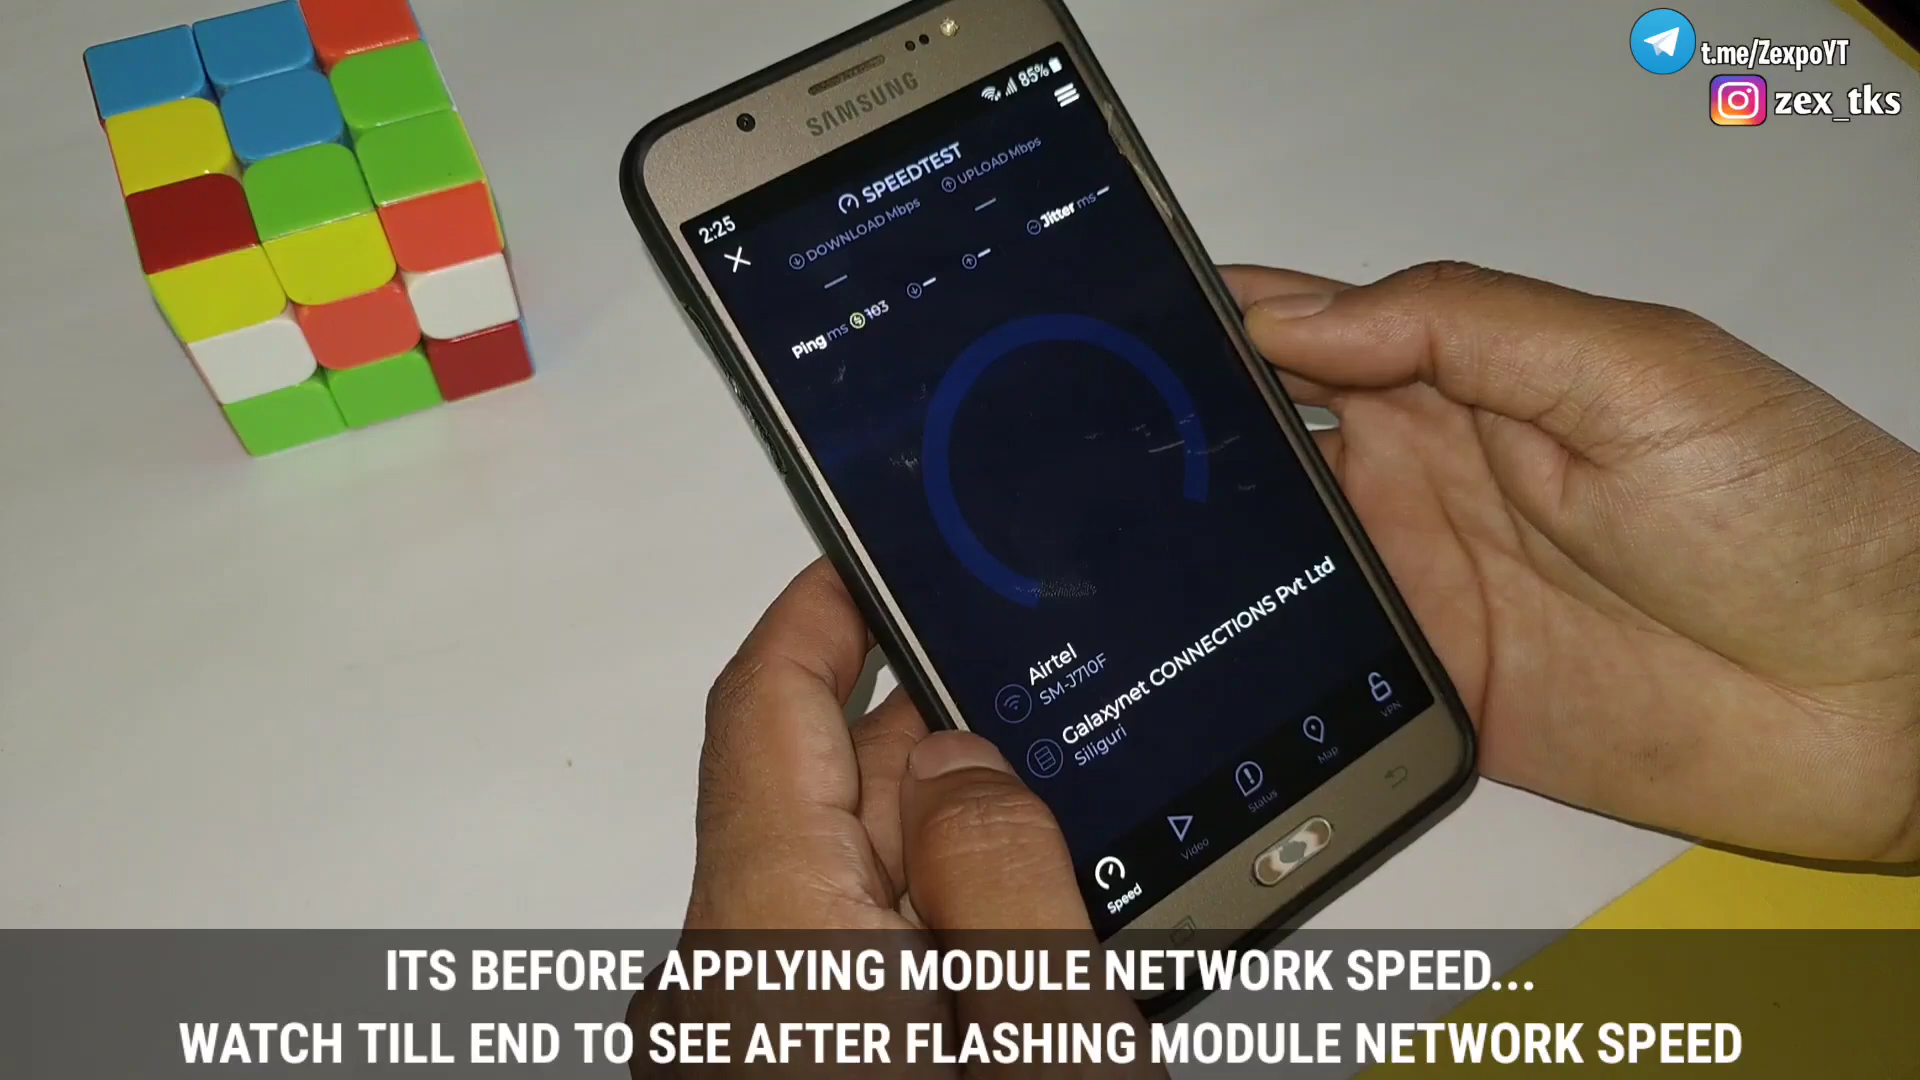 t.me/ZexpoYT
zex_tks
SAMSUNG
85%
2:25
SPEEDTEST
DOWNLOAD Mbps
UPLOAD Mbps
Ping ms 103
Jitter ms
Airtel
SM-J710F
Galaxynet CONNECTIONS Pvt Ltd
Siliguri
Speed
Video
Status
Map
VPN
ITS BEFORE APPLYING MODULE NETWORK SPEED...
WATCH TILL END TO SEE AFTER FLASHING MODULE NETWORK SPEED